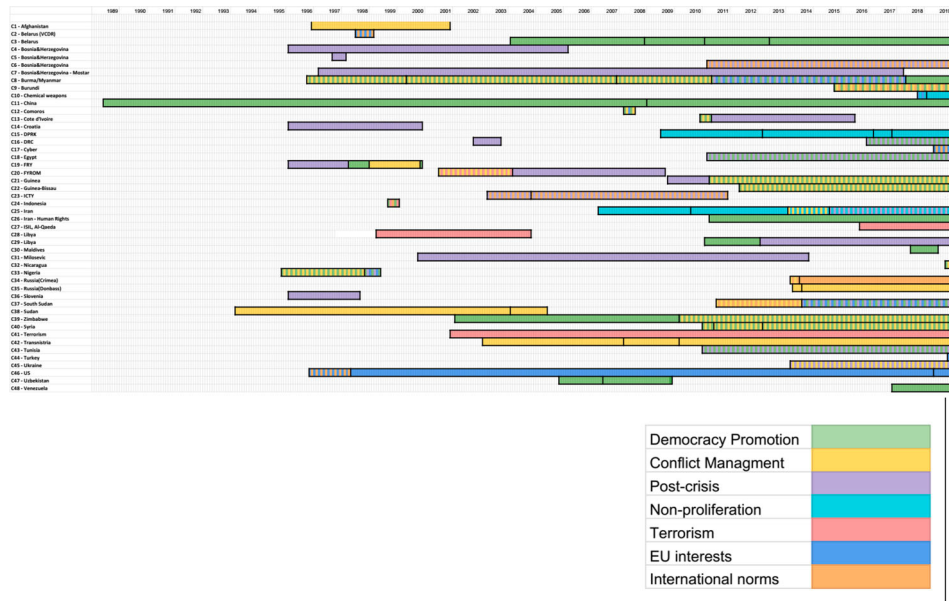 1989 1990 1991 1992 1993 1994 1995 1996 1997 1998 1999 2000 2001 2002 2003 2004 2005 2006 2007 2008 2009 2010 2011 2012 2013 2014 2015 2016 2017 2018 2019
C1 - Afghanistan
C2 - Belarus (VCDR)
C3 - Belarus
C4 - Bosnia&Herzegovina
C5 - Bosnia&Herzegovina
C6 - Bosnia&Herzegovina
C7 - Bosnia&Herzegovina - Mostar
C8 - Burma/Myanmar
C9 - Burundi
C10 - Chemical weapons
C11 - China
C12 - Comoros
C13 - Cote d'Ivoire
C14 - Croatia
C15 - DPRK
C16 - DRC
C17 - Cyber
C18 - Egypt
C19 - FRY
C20 - FYROM
C21 - Guinea
C22 - Guinea-Bissau
C23 - ICTY
C24 - Indonesia
C25 - Iran
C26 - Iran - Human Rights
C27 - ISIL, Al-Qaeda
C28 - Libya
C29 - Libya
C30 - Maldives
C31 - Milosevic
C32 - Nicaragua
C33 - Nigeria
C34 - Russia(Crimea)
C35 - Russia(Donbass)
C36 - Slovenia
C37 - South Sudan
C38 - Sudan
C39 - Zimbabwe
C40 - Syria
C41 - Terrorism
C42 - Transnistria
C43 - Tunisia
C44 - Turkey
C45 - Ukraine
C46 - US
C47 - Uzbekistan
C48 - Venezuela
Democracy Promotion
Conflict Managment
Post-crisis
Non-proliferation
Terrorism
EU interests
International norms